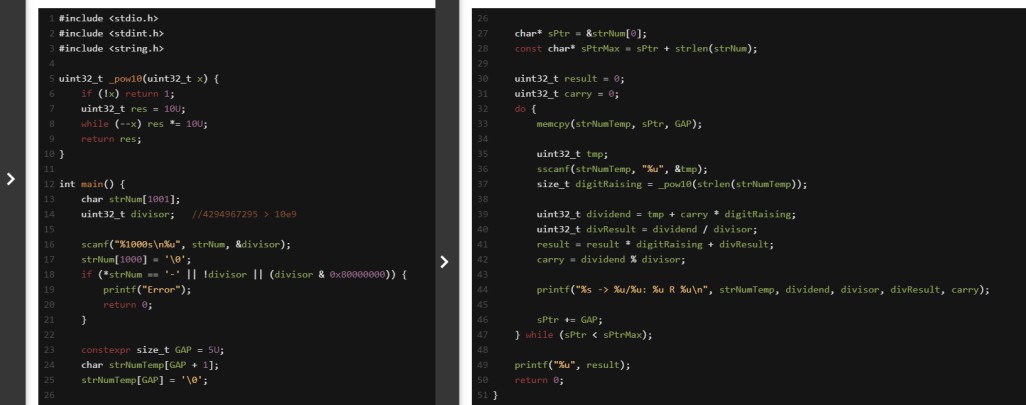 1 #include <stdio.h>
2 #include <stdint.h>
3 #include <string.h>
4
5 uint32_t _pow10(uint32_t x) {
6     if (!x) return 1;
7     uint32_t res = 10U;
8     while (--x) res *= 10U;
9     return res;
10 }
11
12 int main() {
13     char strNum[1001];
14     uint32_t divisor;   //4294967295 > 10e9
15
16     scanf("%1000s\n%u", strNum, &divisor);
17     strNum[1000] = '\0';
18     if (*strNum == '-' || !divisor || (divisor & 0x80000000)) {
19         printf("Error");
20         return 0;
21     }
22
23     constexpr size_t GAP = 5U;
24     char strNumTemp[GAP + 1];
25     strNumTemp[GAP] = '\0';
26
26
27     char* sPtr = &strNum[0];
28     const char* sPtrMax = sPtr + strlen(strNum);
29
30     uint32_t result = 0;
31     uint32_t carry = 0;
32     do {
33         memcpy(strNumTemp, sPtr, GAP);
34
35         uint32_t tmp;
36         sscanf(strNumTemp, "%u", &tmp);
37         size_t digitRaising = _pow10(strlen(strNumTemp));
38
39         uint32_t dividend = tmp + carry * digitRaising;
40         uint32_t divResult = dividend / divisor;
41         result = result * digitRaising + divResult;
42         carry = dividend % divisor;
43
44         printf("%s -> %u/%u: %u R %u\n", strNumTemp, dividend, divisor, divResult, carry);
45
46         sPtr += GAP;
47     } while (sPtr < sPtrMax);
48
49     printf("%u", result);
50     return 0;
51 }